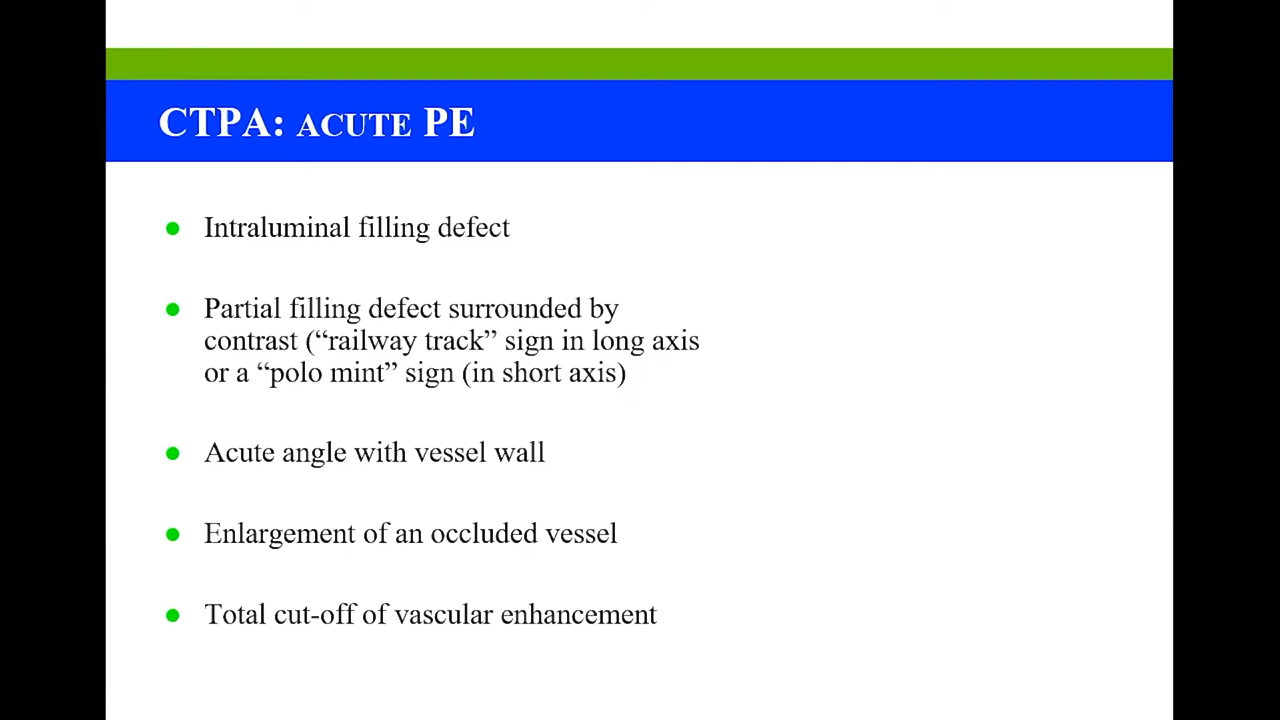 CTPA: ACUTE PE
Intraluminal filling defect
Partial filling defect surrounded by
contrast (“railway track” sign in long axis
or a “polo mint” sign (in short axis)
Acute angle with vessel wall
Enlargement of an occluded vessel
Total cut-off of vascular enhancement